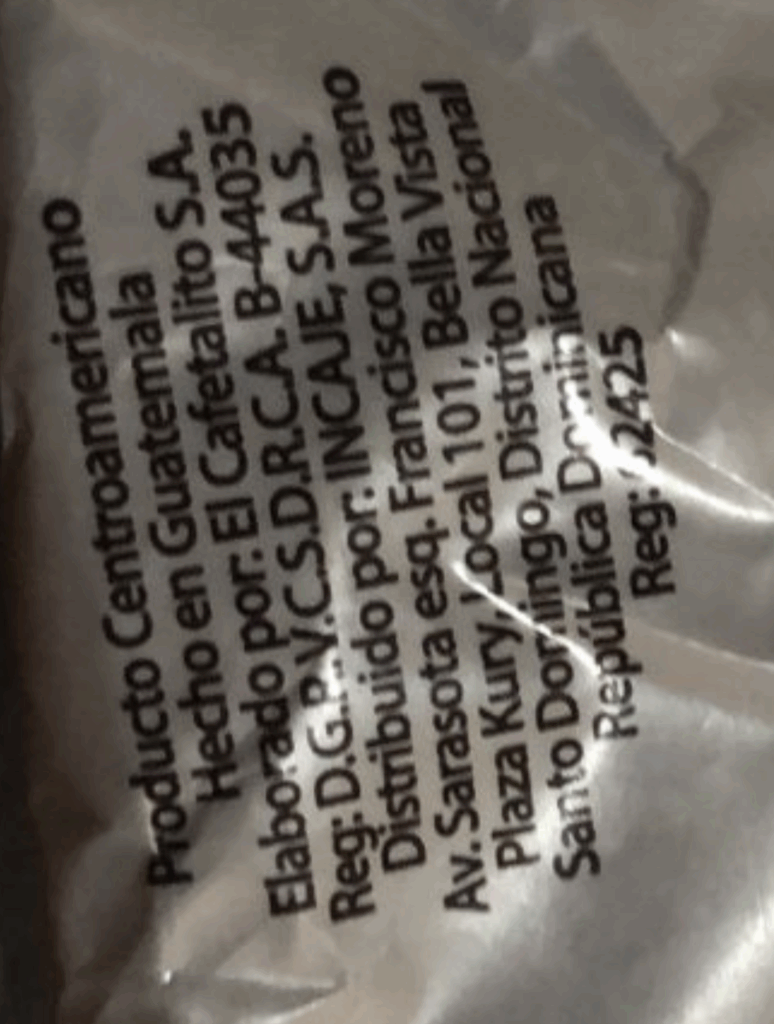 Producto Centroamericano
Hecho en Guatemala
Elaborado por: El Cafetalito S.A.
Reg: D.G.R.V.C.S.D.R.C.A. B-44035
Distribuido por: INCAJE, S.A.S.
Av. Sarasota esq. Francisco Moreno
Plaza Kury, Local 101, Bella Vista
Santo Domingo, Distrito Nacional
República Dominicana
Reg: